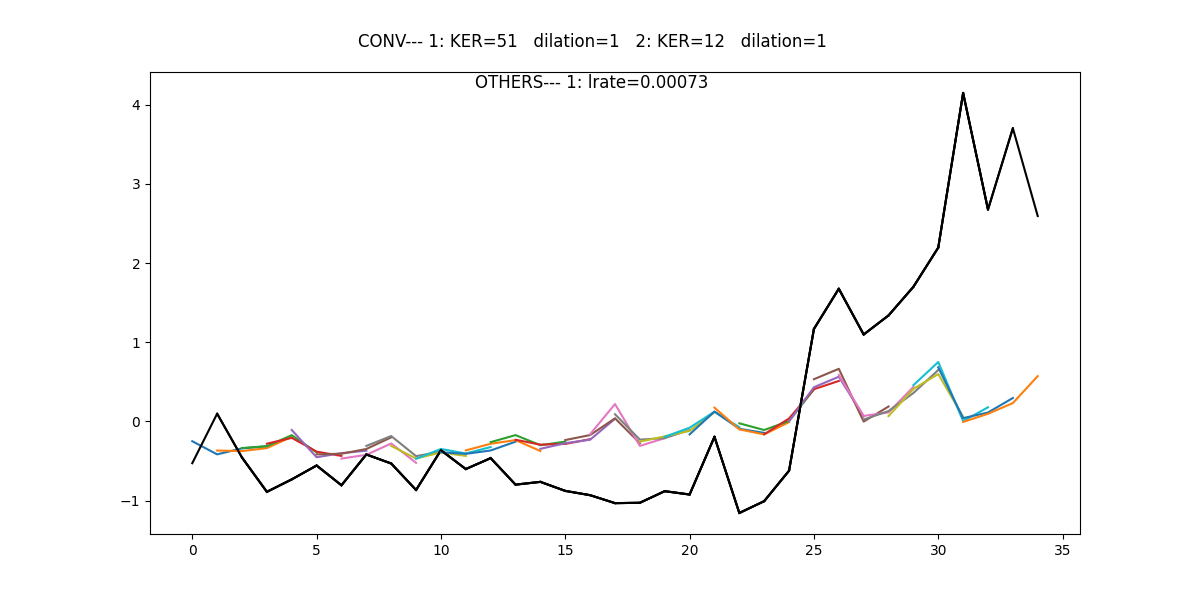 CONV--- 1: KER=51   dilation=1   2: KER=12   dilation=1
OTHERS--- 1: lrate=0.00073
4
3
2
1
0
−1
0 5 10 15 20 25 30 35